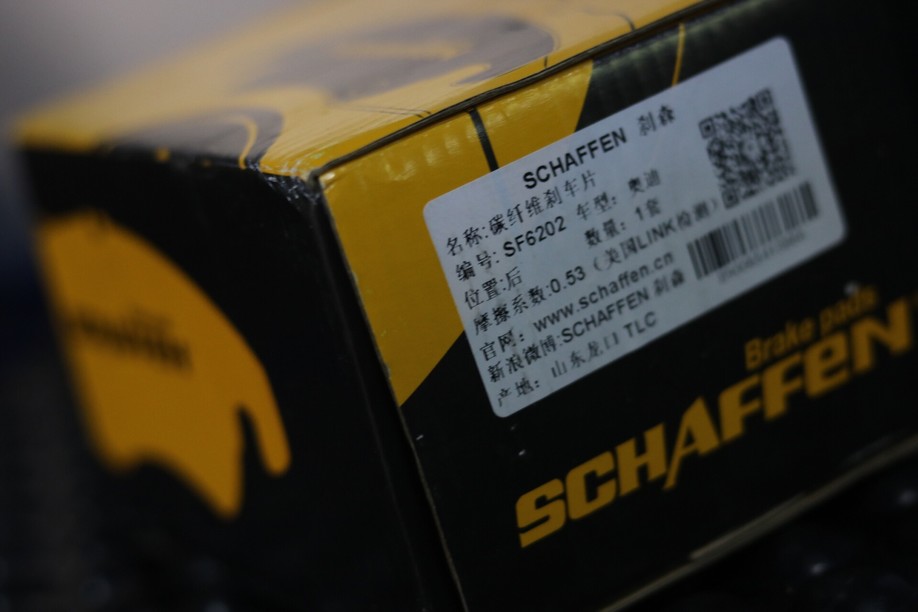 SCHAFFEN 刹森
名称:碳纤维刹车片
编号: SF6202 车型: 奥迪
位置:后 数量: 1套
摩擦系数:0.53（美国LINK检测）
官网: www.schaffen.cn
新浪微博:SCHAFFEN 刹森
产地: 山东龙口 TLC
Brake pads
SCHAFFEN